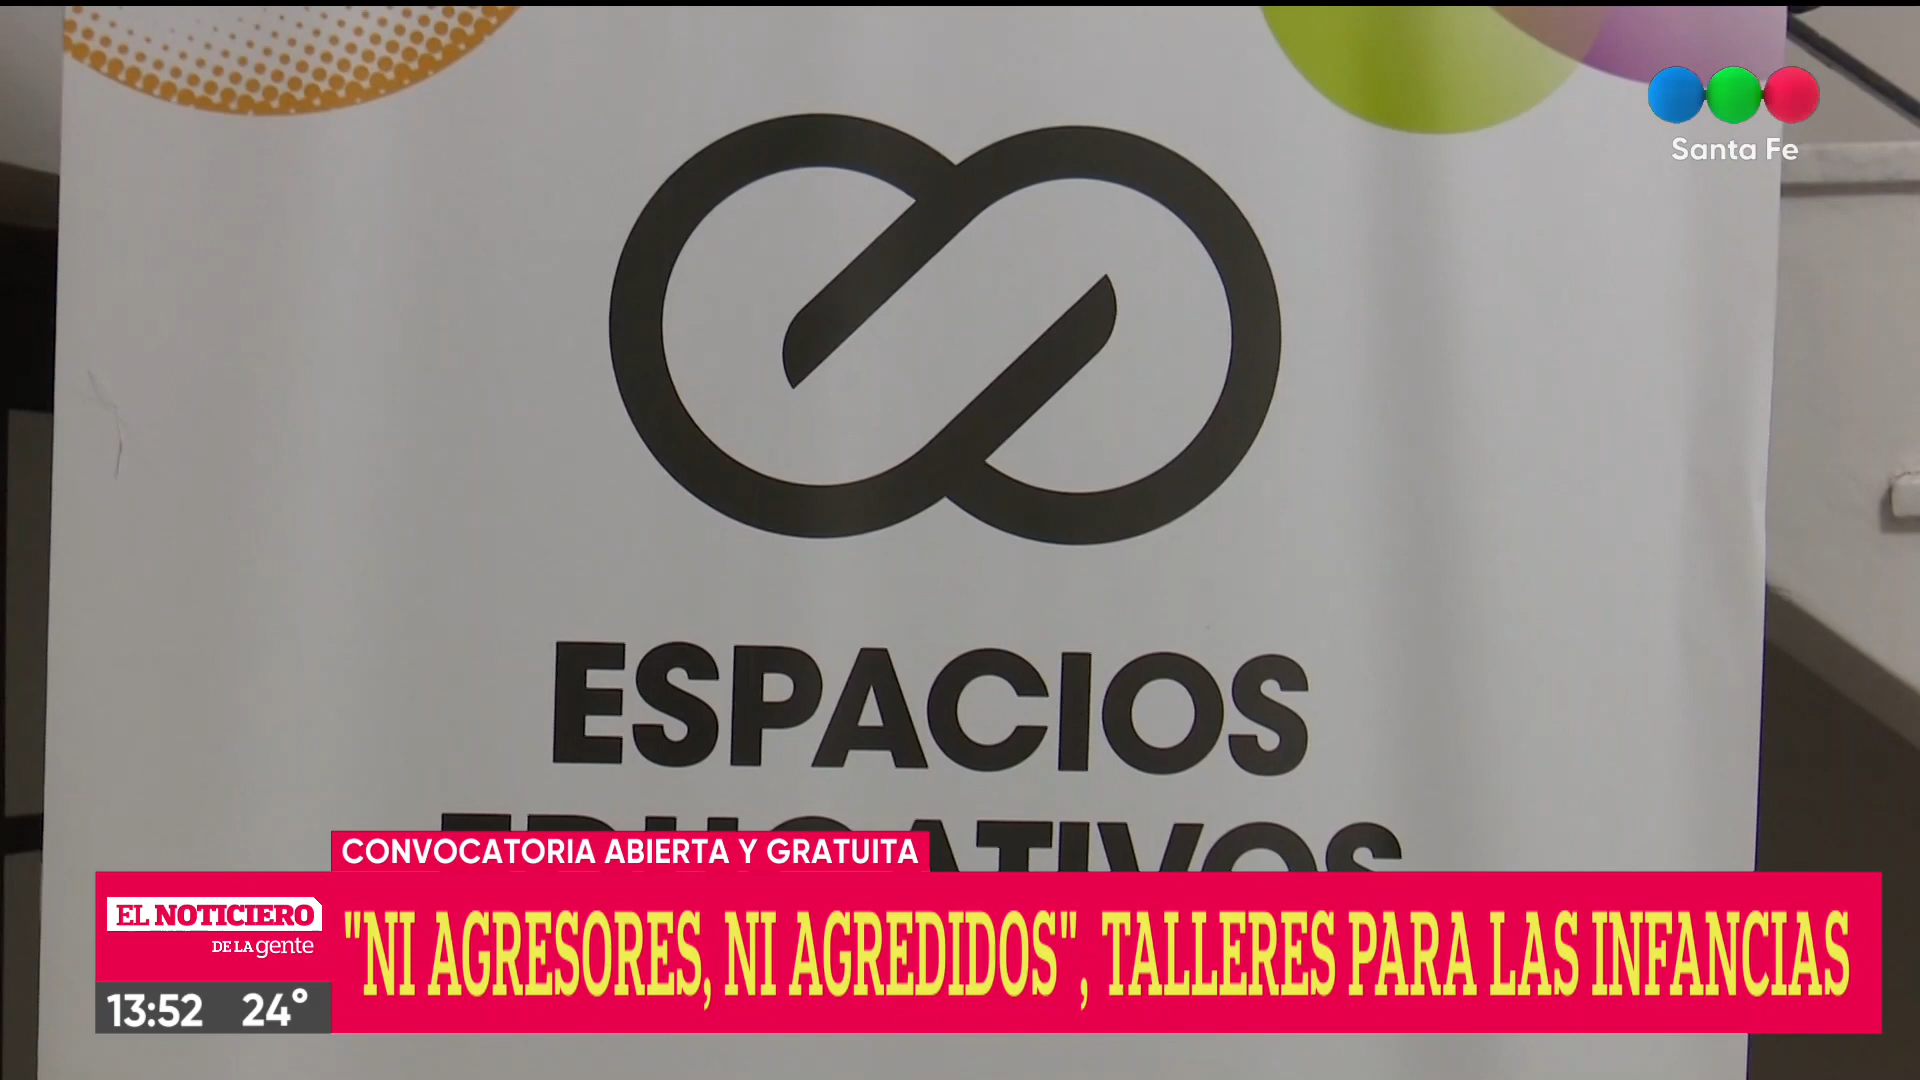 Santa Fe
ESPACIOS
EDUCATIVOS
CONVOCATORIA ABIERTA Y GRATUITA
EL NOTICIERO
DE LA gente
"NI AGRESORES, NI AGREDIDOS", TALLERES PARA LAS INFANCIAS
13:52 24°